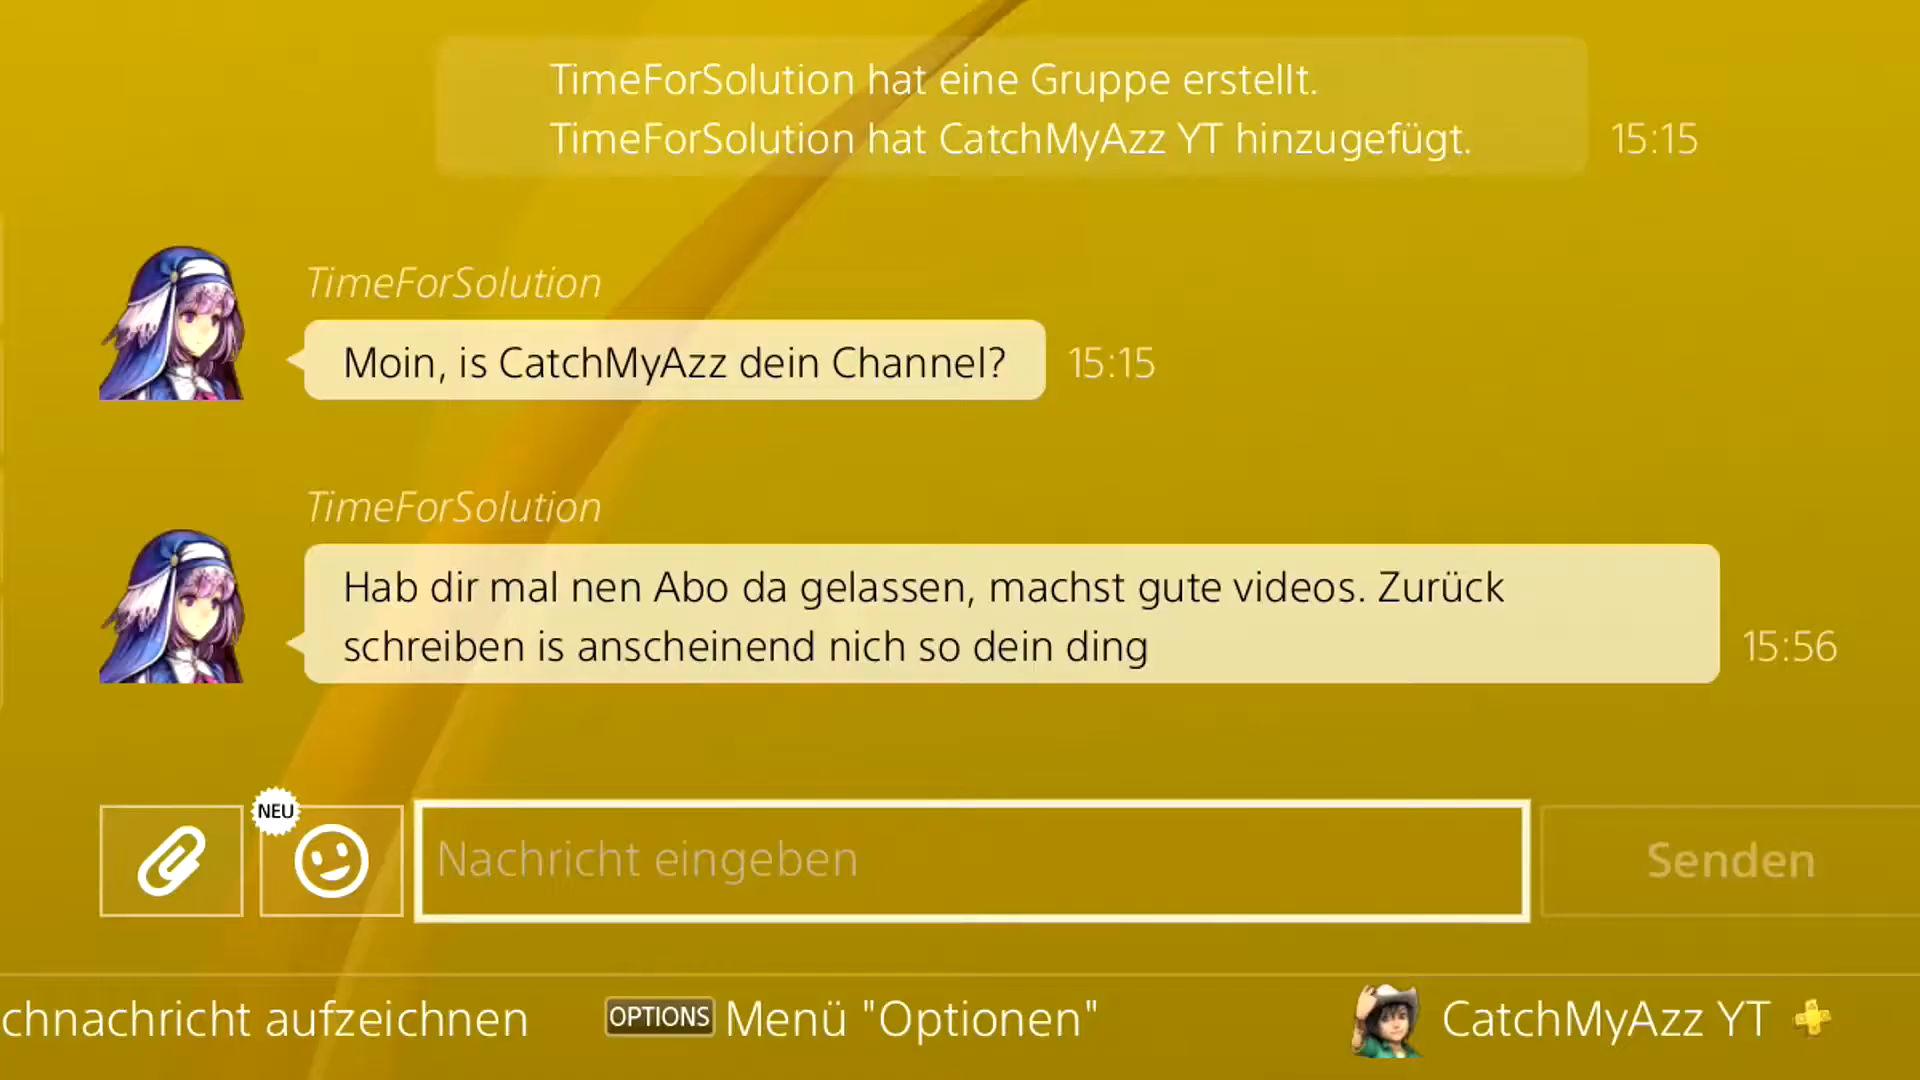 TimeForSolution hat eine Gruppe erstellt.
TimeForSolution hat CatchMyAzz YT hinzugefügt.
15:15
TimeForSolution
Moin, is CatchMyAzz dein Channel?
15:15
TimeForSolution
Hab dir mal nen Abo da gelassen, machst gute videos. Zurück
schreiben is anscheinend nich so dein ding
15:56
NEU
Nachricht eingeben
Senden
chnachricht aufzeichnen
OPTIONS Menü "Optionen"
CatchMyAzz YT